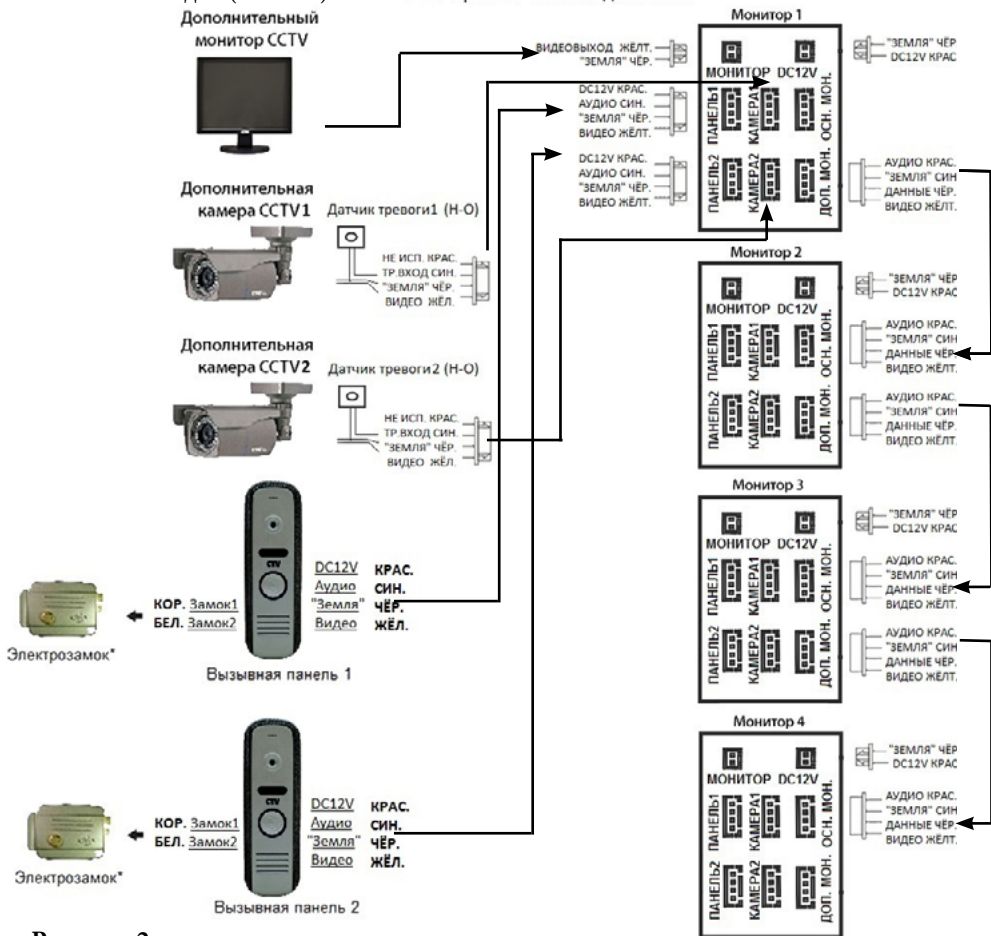 Дополнительный
монитор CCTV
Дополнительная
камера CCTV1
Датчик тревоги1 (Н-О)
НЕ ИСП. КРАС.
ТР.ВХОД СИН.
"ЗЕМЛЯ" ЧЁР.
ВИДЕО ЖЁЛ.
Дополнительная
камера CCTV2
Датчик тревоги2 (Н-О)
НЕ ИСП. КРАС.
ТР.ВХОД СИН.
"ЗЕМЛЯ" ЧЁР.
ВИДЕО ЖЁЛ.
CTV
DC12V КРАС.
Аудио СИН.
"Земля" ЧЁР.
Видео ЖЁЛ.
КОР. Замок1
БЕЛ. Замок2
Электрозамок*
Вызывная панель 1
CTV
DC12V КРАС.
Аудио СИН.
"Земля" ЧЁР.
Видео ЖЁЛ.
КОР. Замок1
БЕЛ. Замок2
Электрозамок*
Вызывная панель 2
ВИДЕОВЫХОД ЖЁЛТ.
"ЗЕМЛЯ" ЧЁР.
DC12V КРАС.
АУДИО СИН.
"ЗЕМЛЯ" ЧЁР.
ВИДЕО ЖЁЛТ.
DC12V КРАС.
АУДИО СИН.
"ЗЕМЛЯ" ЧЁР.
ВИДЕО ЖЁЛТ.
Монитор 1
МОНИТОР DC12V
ПАНЕЛЬ1
КАМЕРА1
ОСН. МОН.
ПАНЕЛЬ2
КАМЕРА2
ДОП. МОН.
"ЗЕМЛЯ" ЧЁР
DC12V КРАС
АУДИО КРАС.
"ЗЕМЛЯ" СИН
ДАННЫЕ ЧЁР.
ВИДЕО ЖЁЛТ.
Монитор 2
МОНИТОР DC12V
ПАНЕЛЬ1
КАМЕРА1
ОСН. МОН.
ПАНЕЛЬ2
КАМЕРА2
ДОП. МОН.
"ЗЕМЛЯ" ЧЁР
DC12V КРАС
АУДИО КРАС.
"ЗЕМЛЯ" СИН
ДАННЫЕ ЧЁР.
ВИДЕО ЖЁЛТ.
АУДИО КРАС.
"ЗЕМЛЯ" СИН
ДАННЫЕ ЧЁР.
ВИДЕО ЖЁЛТ.
Монитор 3
МОНИТОР DC12V
ПАНЕЛЬ1
КАМЕРА1
ОСН. МОН.
ПАНЕЛЬ2
КАМЕРА2
ДОП. МОН.
"ЗЕМЛЯ" ЧЁР
DC12V КРАС
АУДИО КРАС.
"ЗЕМЛЯ" СИН
ДАННЫЕ ЧЁР.
ВИДЕО ЖЁЛТ.
АУДИО КРАС.
"ЗЕМЛЯ" СИН
ДАННЫЕ ЧЁР.
ВИДЕО ЖЁЛТ.
Монитор 4
МОНИТОР DC12V
ПАНЕЛЬ1
КАМЕРА1
ОСН. МОН.
ПАНЕЛЬ2
КАМЕРА2
ДОП. МОН.
"ЗЕМЛЯ" ЧЁР
DC12V КРАС
АУДИО КРАС.
"ЗЕМЛЯ" СИН
ДАННЫЕ ЧЁР.
ВИДЕО ЖЁЛТ.